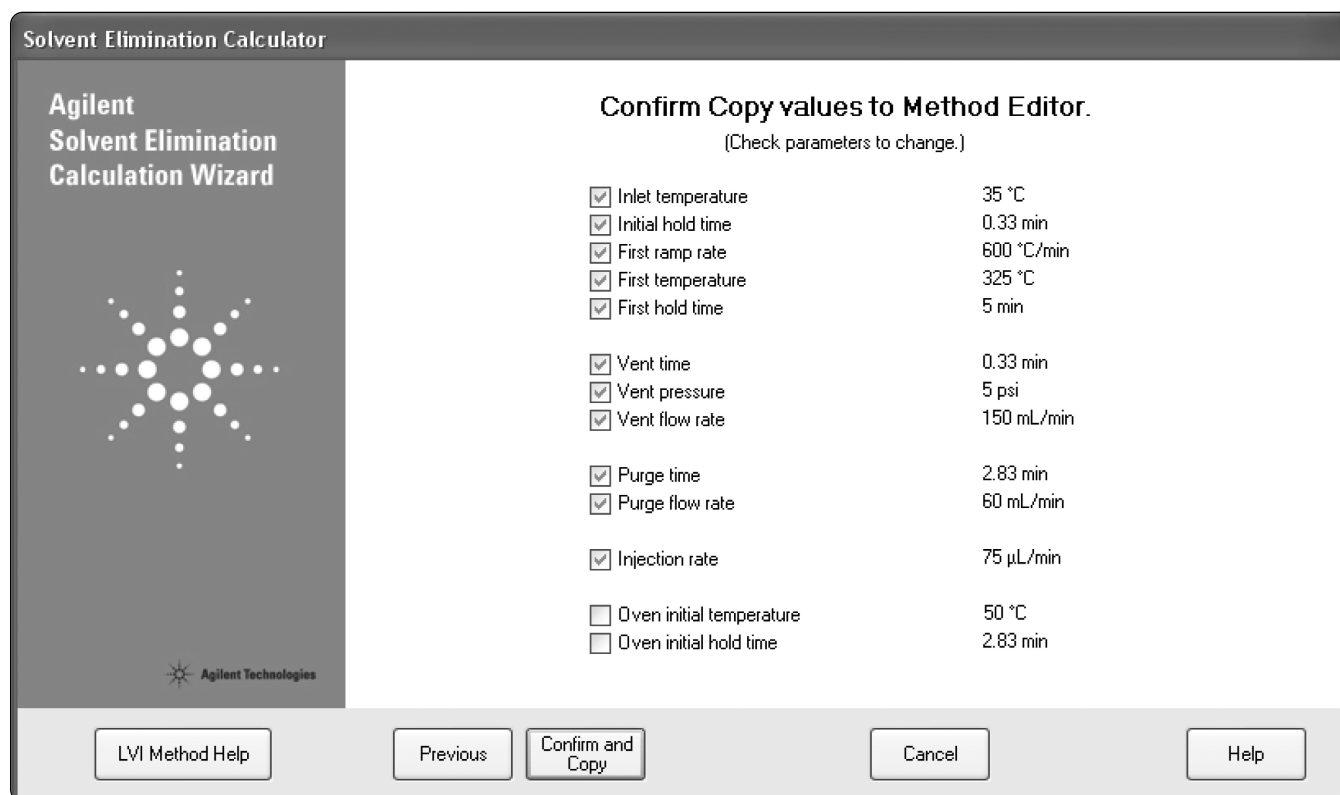 Solvent Elimination Calculator
Agilent
Solvent Elimination
Calculation Wizard
Confirm Copy values to Method Editor.
(Check parameters to change.)
Inlet temperature 35 °C
Initial hold time 0.33 min
First ramp rate 600 °C/min
First temperature 325 °C
First hold time 5 min
Vent time 0.33 min
Vent pressure 5 psi
Vent flow rate 150 mL/min
Purge time 2.83 min
Purge flow rate 60 mL/min
Injection rate 75 µL/min
Oven initial temperature 50 °C
Oven initial hold time 2.83 min
Agilent Technologies
LVI Method Help
Previous
Confirm and
Copy
Cancel
Help